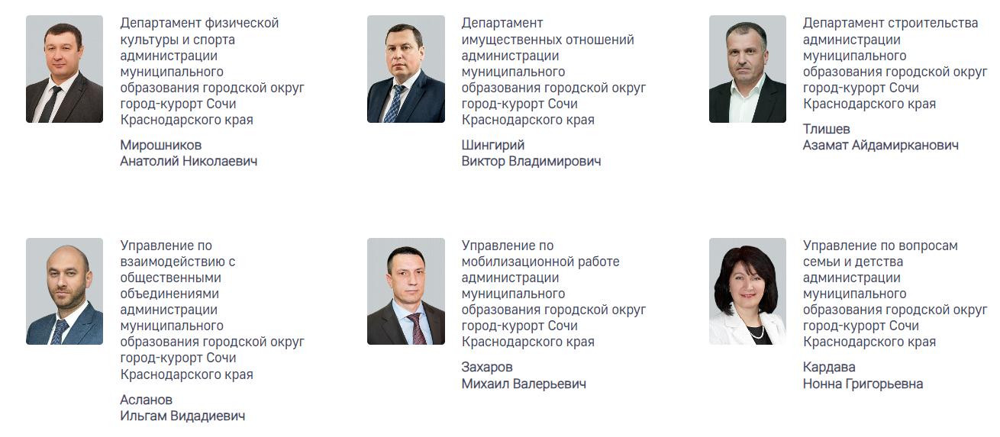 Департамент физической
культуры и спорта
администрации
муниципального
образования городской округ
город-курорт Сочи
Краснодарского края
Мирошников
Анатолий Николаевич
Департамент
имущественных отношений
администрации
муниципального
образования городской округ
город-курорт Сочи
Краснодарского края
Шингирий
Виктор Владимирович
Департамент строительства
администрации
муниципального
образования городской округ
город-курорт Сочи
Краснодарского края
Тлишев
Азамат Айдамирканович
Управление по
взаимодействию с
общественными
объединениями
администрации
муниципального
образования городской округ
город-курорт Сочи
Краснодарского края
Асланов
Ильгам Видадиевич
Управление по
мобилизационной работе
администрации
муниципального
образования городской округ
город-курорт Сочи
Краснодарского края
Захаров
Михаил Валерьевич
Управление по вопросам
семьи и детства
администрации
муниципального
образования городской округ
город-курорт Сочи
Краснодарского края
Кардава
Нонна Григорьевна